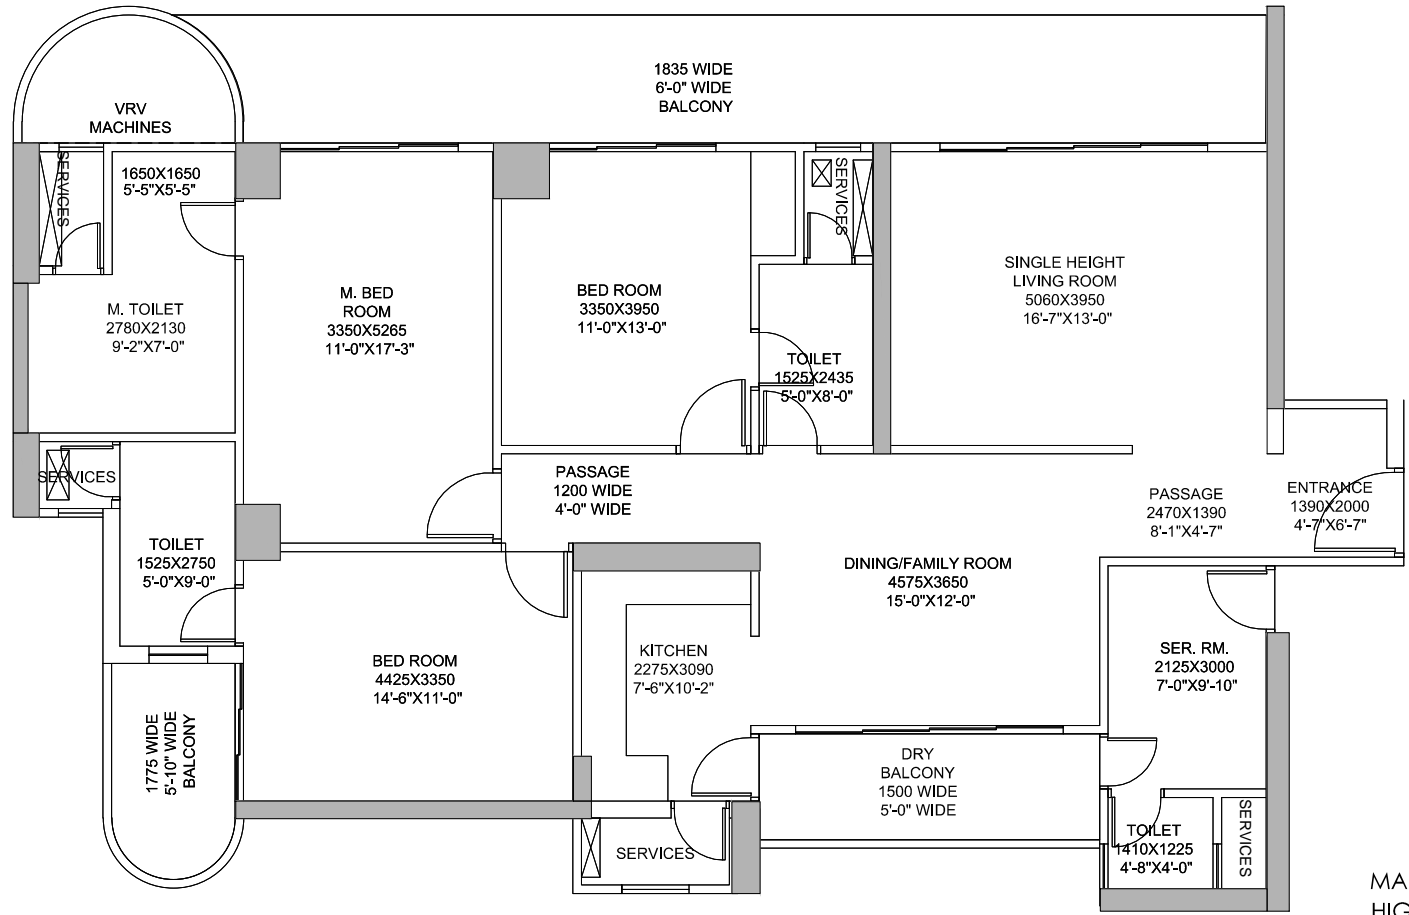 1835 WIDE
6'-0" WIDE
BALCONY
VRV
MACHINES
SERVICES
1650X1650
5'-5"X5'-5"
SERVICES
M. TOILET
2780X2130
9'-2"X7'-0"
M. BED
ROOM
3350X5265
11'-0"X17'-3"
BED ROOM
3350X3950
11'-0"X13'-0"
SINGLE HEIGHT
LIVING ROOM
5060X3950
16'-7"X13'-0"
TOILET
1525X2435
5'-0"X8'-0"
SERVICES
PASSAGE
1200 WIDE
4'-0" WIDE
PASSAGE
2470X1390
8'-1"X4'-7"
ENTRANCE
1390X2000
4'-7"X6'-7"
TOILET
1525X2750
5'-0"X9'-0"
DINING/FAMILY ROOM
4575X3650
15'-0"X12'-0"
BED ROOM
4425X3350
14'-6"X11'-0"
KITCHEN
2275X3090
7'-6"X10'-2"
SER. RM.
2125X3000
7'-0"X9'-10"
1775 WIDE
5'-10" WIDE
BALCONY
DRY
BALCONY
1500 WIDE
5'-0" WIDE
SERVICES
TOILET
1410X1225
4'-8"X4'-0"
SERVICES
MA
HIG